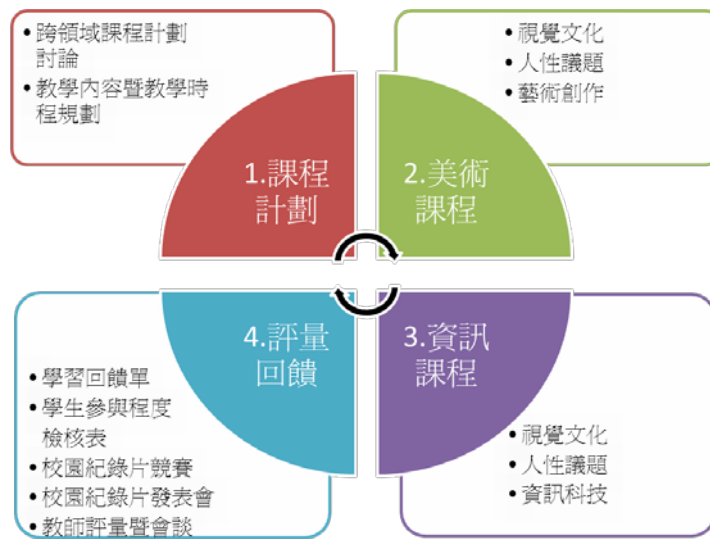 • 跨領域課程計劃
討論
• 教學內容暨教學時
程規劃
1.課程
計劃
• 視覺文化
• 人性議題
• 藝術創作
2.美術
課程
4.評量
回饋
• 學習回饋單
• 學生參與程度
檢核表
• 校園紀錄片競賽
• 校園紀錄片發表會
• 教師評量暨會談
3.資訊
課程
• 視覺文化
• 人性議題
• 資訊科技